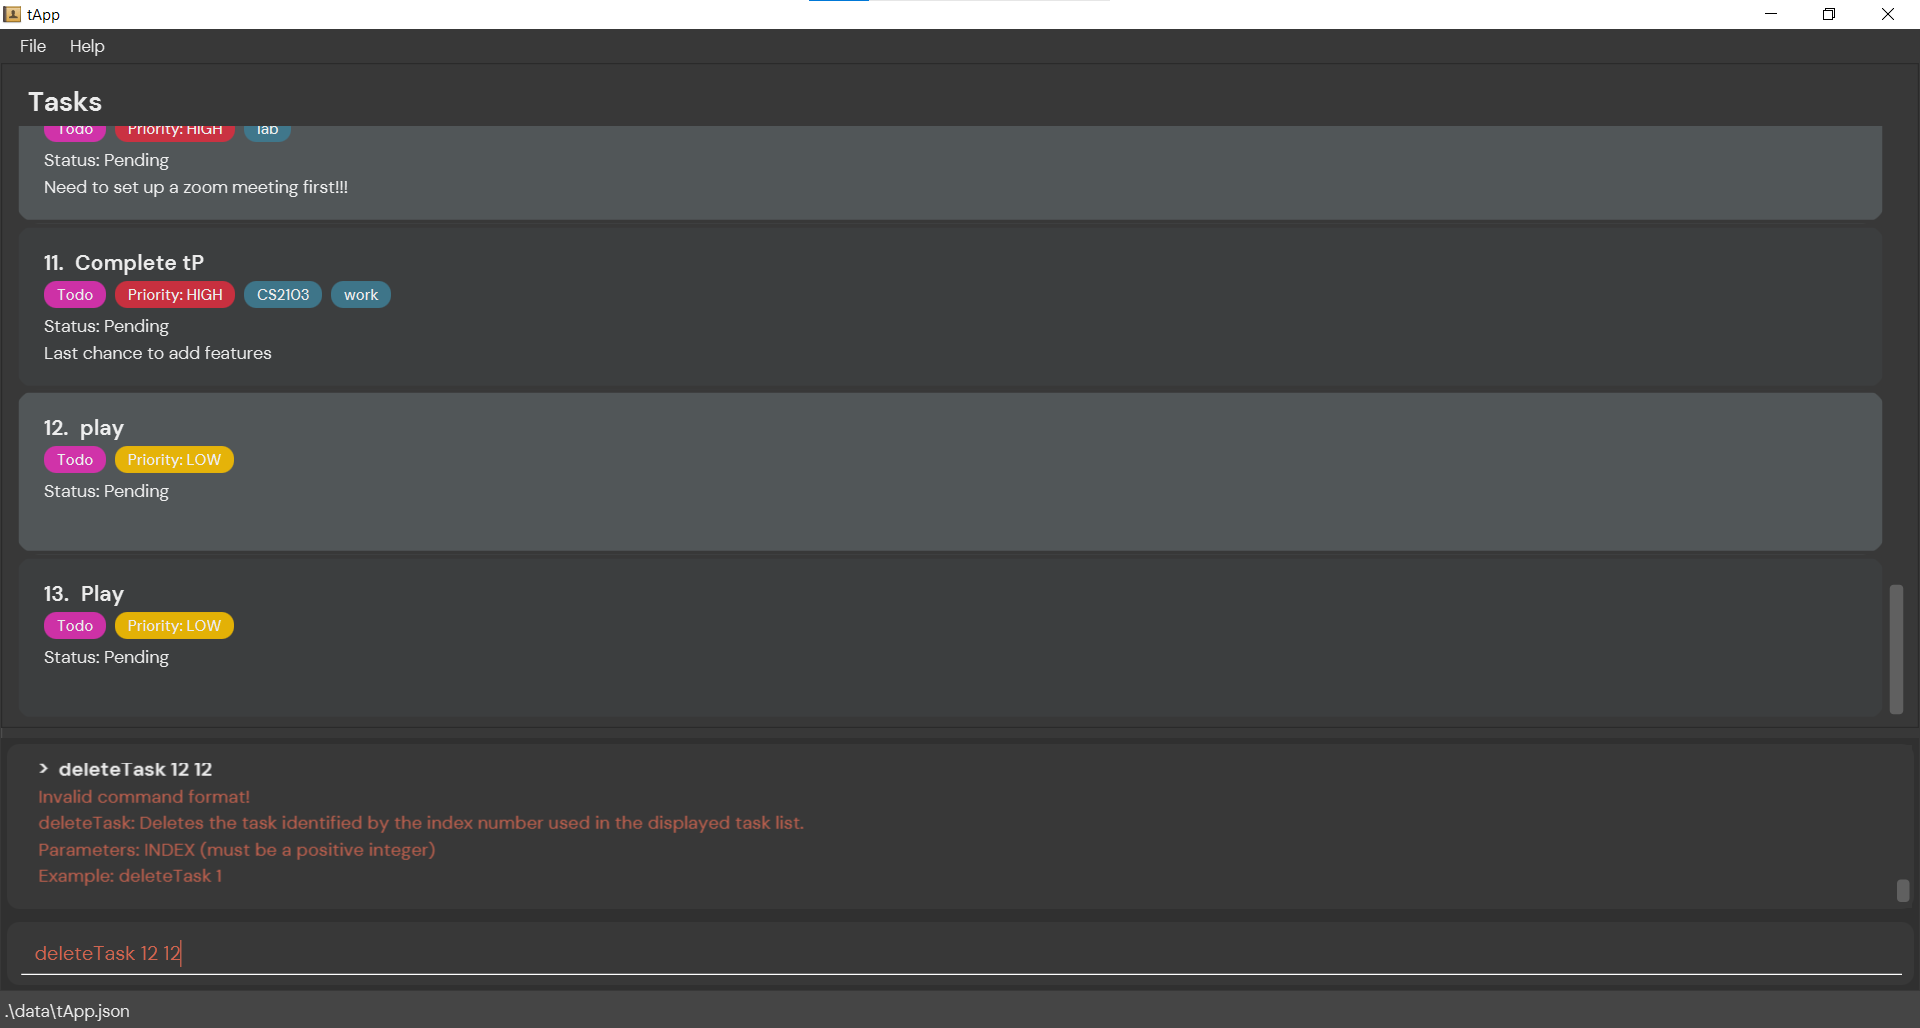 tApp
File Help
Tasks
Todo Priority: HIGH lab
Status: Pending
Need to set up a zoom meeting first!!!
11. Complete tP
Todo Priority: HIGH CS2103 work
Status: Pending
Last chance to add features
12. play
Todo Priority: LOW
Status: Pending
13. Play
Todo Priority: LOW
Status: Pending
> deleteTask 12 12
Invalid command format!
deleteTask: Deletes the task identified by the index number used in the displayed task list.
Parameters: INDEX (must be a positive integer)
Example: deleteTask 1
deleteTask 12 12
.\data\tApp.json